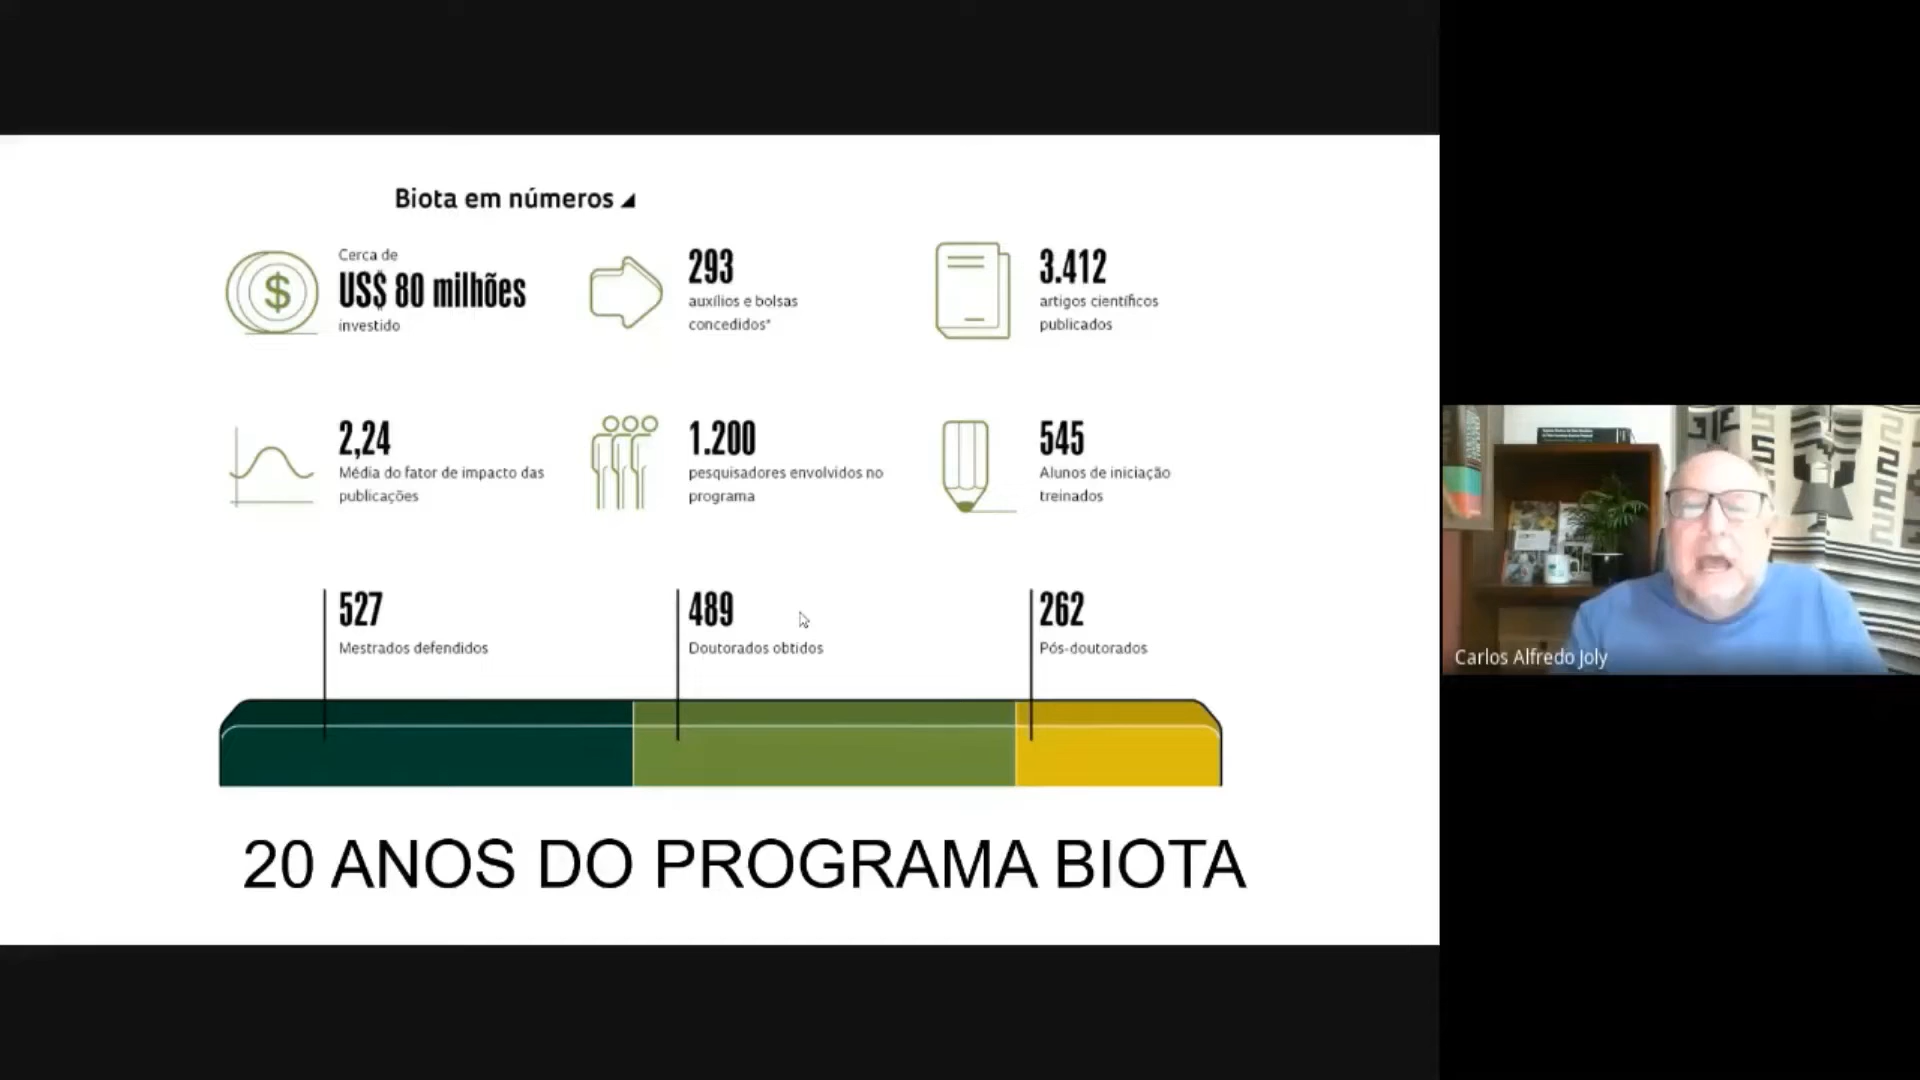 Biota em números
Cerca de
US$ 80 milhões
investido
293
auxílios e bolsas
concedidos*
3.412
artigos científicos
publicados
2,24
Média do fator de impacto das
publicações
1.200
pesquisadores envolvidos no
programa
545
Alunos de iniciação
treinados
527
Mestrados defendidos
489
Doutorados obtidos
262
Pós-doutorados
20 ANOS DO PROGRAMA BIOTA
Carlos Alfredo Joly